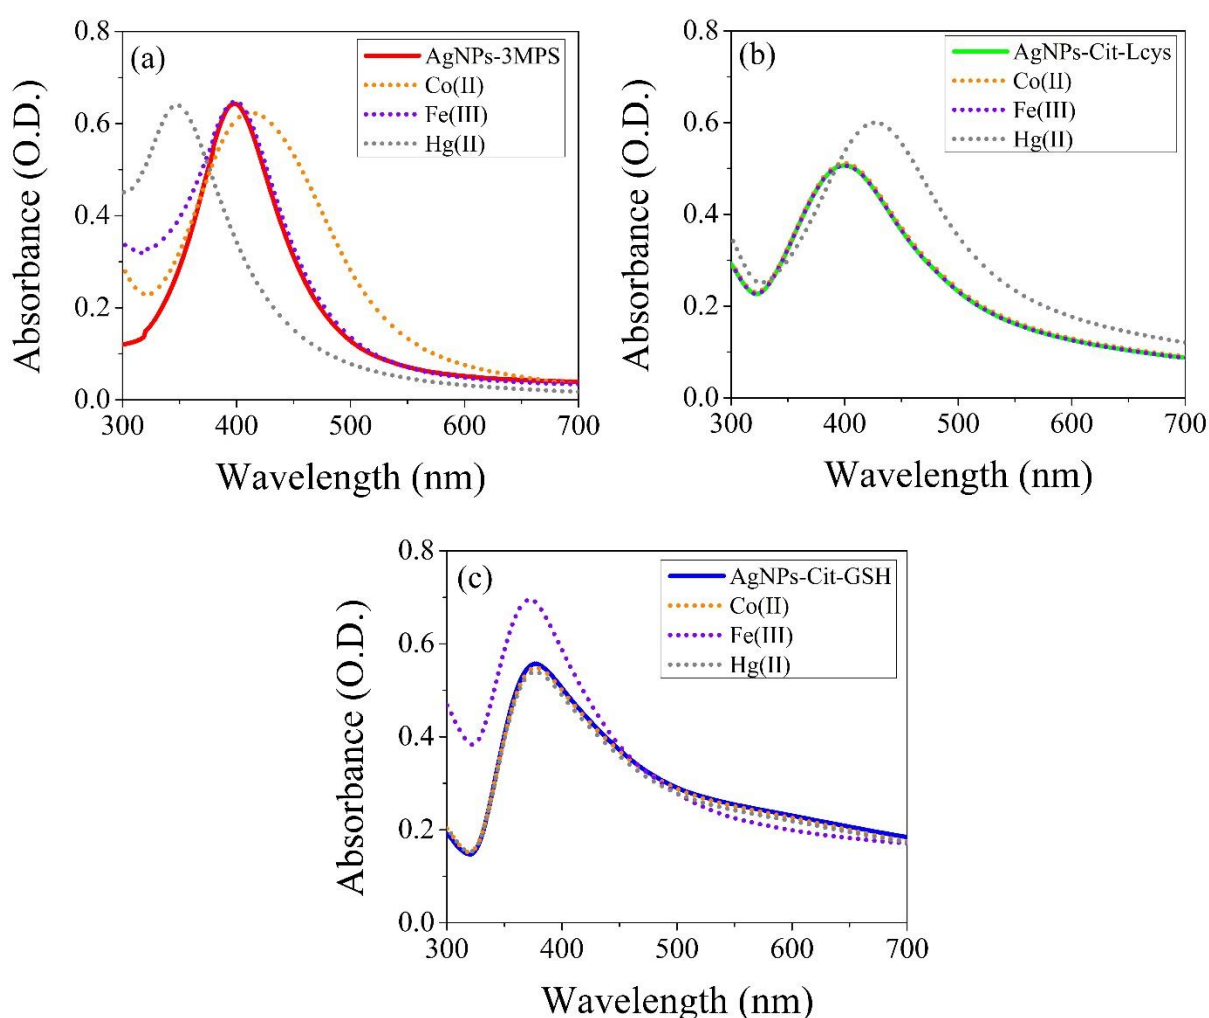 (a)
AgNPs-3MPS
Co(II)
Fe(III)
Hg(II)
Absorbance (O.D.)
0.8
0.6
0.4
0.2
0.0
300 400 500 600 700
Wavelength (nm)
(b)
AgNPs-Cit-Lcys
Co(II)
Fe(III)
Hg(II)
Absorbance (O.D.)
0.8
0.6
0.4
0.2
0.0
300 400 500 600 700
Wavelength (nm)
(c)
AgNPs-Cit-GSH
Co(II)
Fe(III)
Hg(II)
Absorbance (O.D.)
0.8
0.6
0.4
0.2
0.0
300 400 500 600 700
Wavelength (nm)